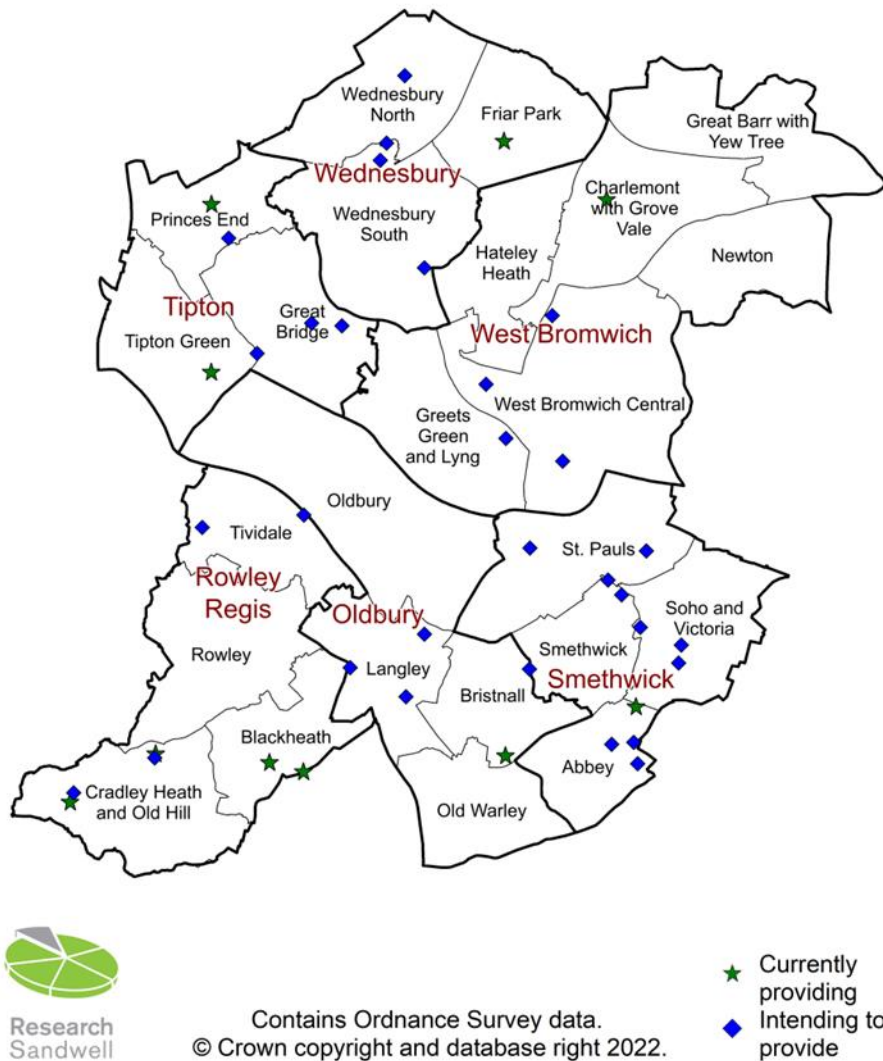 Wednesbury
North
Friar Park
Great Barr with
Yew Tree
Wednesbury
Charlemont
with Grove
Vale
Princes End
Wednesbury
South
Hateley
Heath
Newton
Tipton
Great
Bridge
Tipton Green
West Bromwich
West Bromwich Central
Greets
Green
and Lyng
Oldbury
Tividale
St. Pauls
Rowley
Regis
Oldbury
Soho and
Victoria
Smethwick
Rowley
Langley
Bristnall
Smethwick
Blackheath
Abbey
Cradley Heath
and Old Hill
Old Warley
Research
Sandwell
Contains Ordnance Survey data.
© Crown copyright and database right 2022.
Currently
providing
Intending to
provide